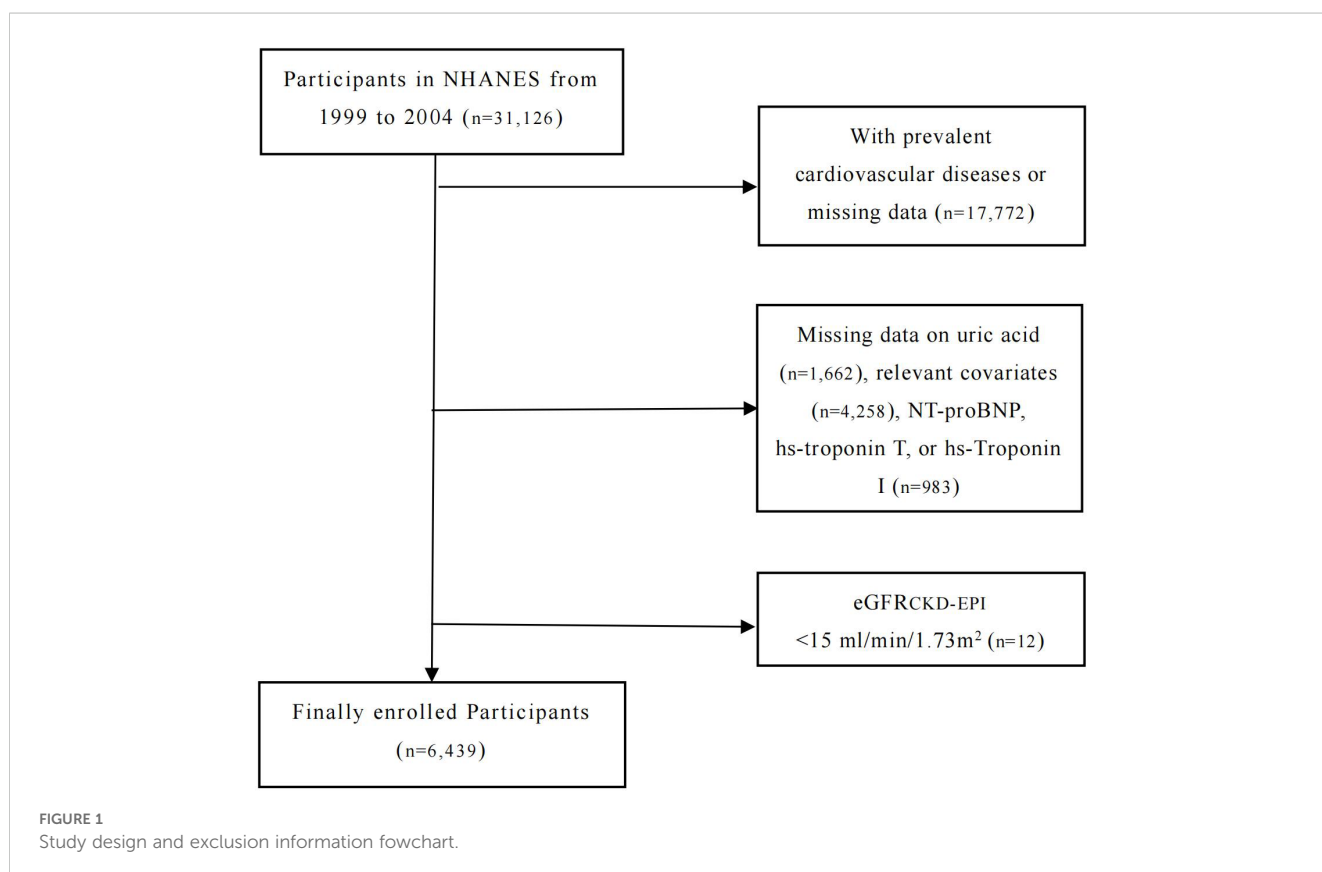 Participants in NHANES from
1999 to 2004 (n=31,126)
With prevalent
cardiovascular diseases or
missing data (n=17,772)
Missing data on uric acid
(n=1,662), relevant covariates
(n=4,258), NT-proBNP,
hs-troponin T, or hs-Troponin
I (n=983)
eGFRCKD-EPI
<15 ml/min/1.73m² (n=12)
Finally enrolled Participants
(n=6,439)
FIGURE 1
Study design and exclusion information fowchart.